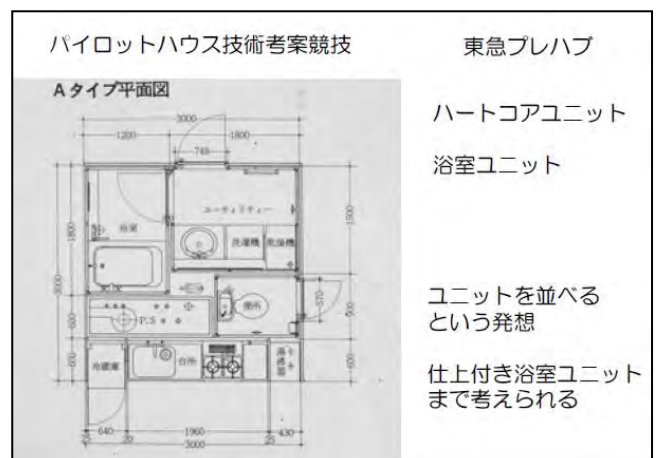 パイロットハウス技術考案競技
東急プレハブ
Aタイプ平面図
ハートコアユニット
浴室ユニット
ユニットを並べる
という発想
仕上付き浴室ユニット
まで考えられる
3000
1200
1800
748
浴室
ユーティリティー
洗濯機
乾燥機
1800
1500
3000
便所
570
P.S
600
台所
冷蔵庫
600
600
640
1960
430
25
20
25
3000